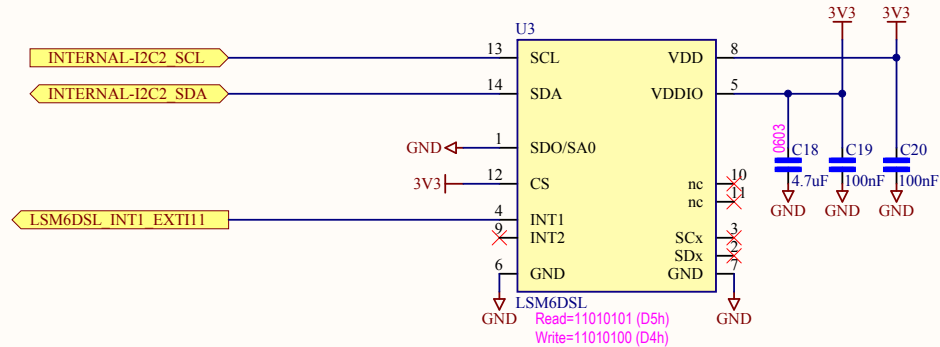 U3
3V3 3V3
INTERNAL-I2C2_SCL 13 SCL VDD 8
INTERNAL-I2C2_SDA 14 SDA VDDIO 5
GND 1 SDO/SA0 0603 C18 C19 C20
3V3 12 CS nc 10 4.7uF 100nF 100nF
nc 11
GND GND GND
LSM6DSL_INT1_EXTI11 4 INT1
9 INT2 SCx 3
SDx 2
6 GND GND 7
LSM6DSL
GND GND
Read=11010101 (D5h)
Write=11010100 (D4h)